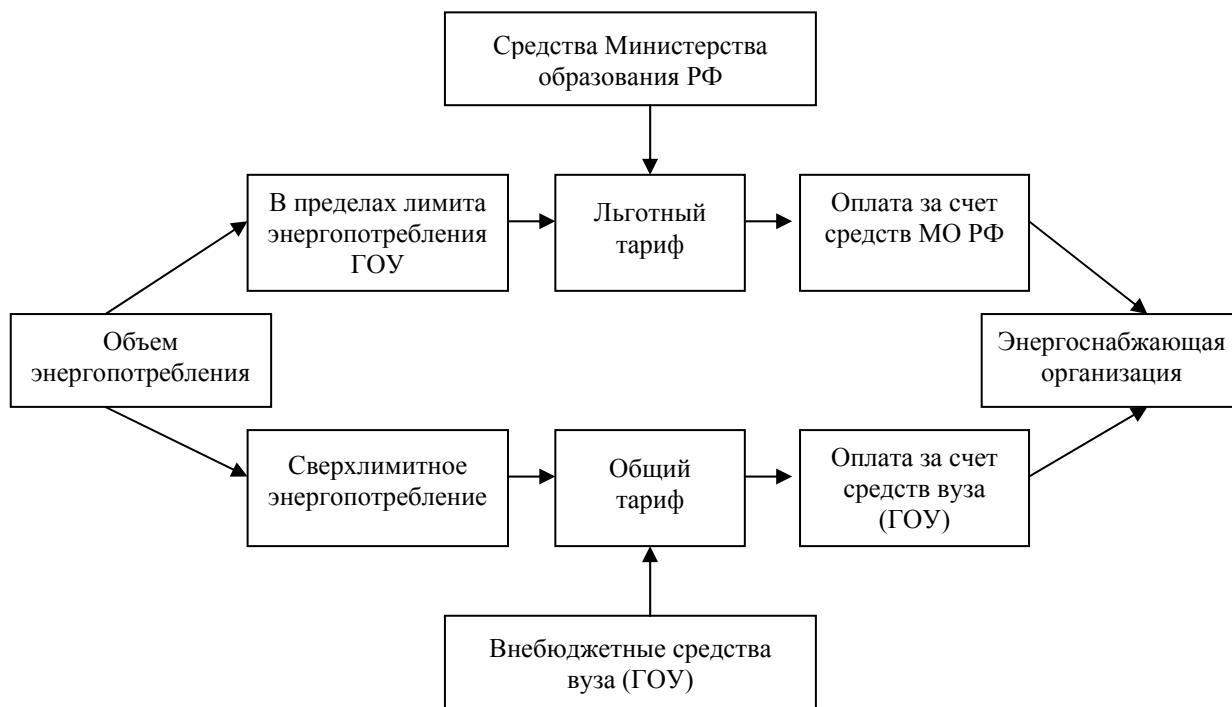 Средства Министерства
образования РФ
В пределах лимита
энергопотребления
ГОУ
Льготный
тариф
Оплата за счет
средств МО РФ
Объем
энергопотребления
Энергоснабжающая
организация
Сверхлимитное
энергопотребление
Общий
тариф
Оплата за счет
средств вуза
(ГОУ)
Внебюджетные средства
вуза (ГОУ)